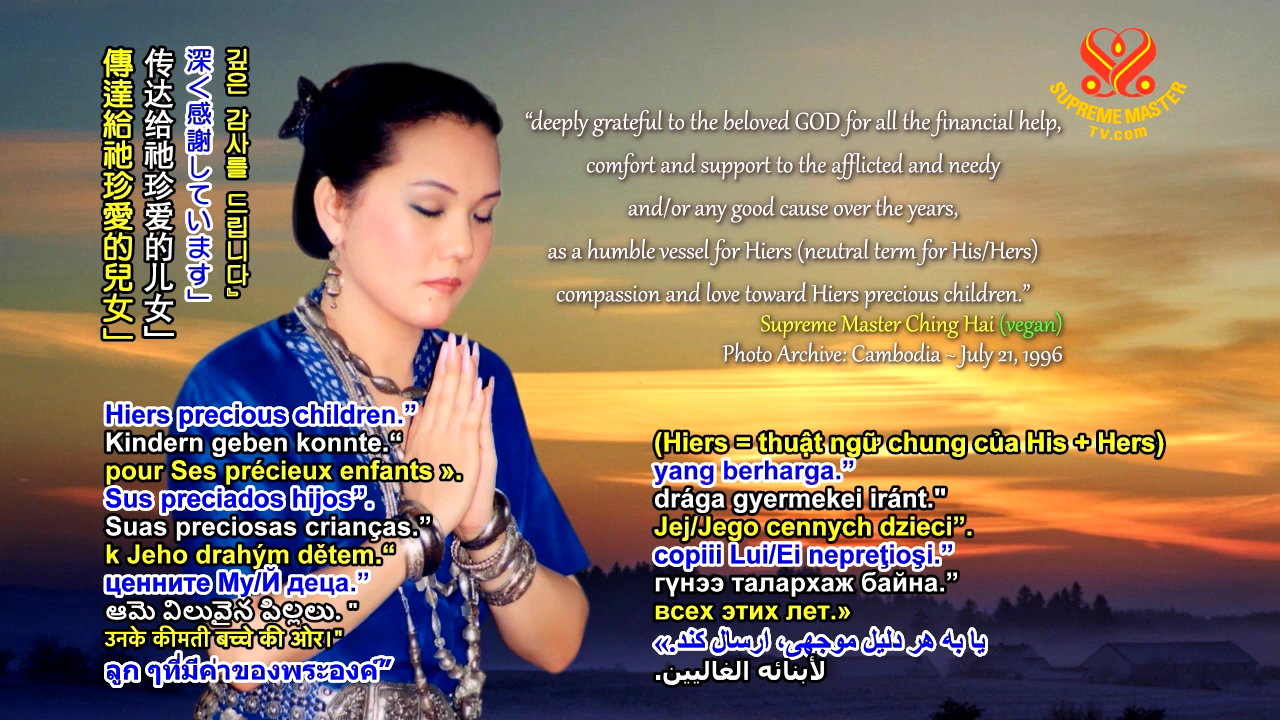 傳達給祂珍愛的兒女」
传达给祂珍爱的儿女」
深く感謝しています」
깊은 감사를 드립니다』
SUPREME MASTER
TV.com
“deeply grateful to the beloved GOD for all the financial help,
comfort and support to the afflicted and needy
and/or any good cause over the years,
as a humble vessel for Hiers (neutral term for His/Hers)
compassion and love toward Hiers precious children.”
Supreme Master Ching Hai (vegan)
Photo Archive: Cambodia ~ July 21, 1996
Hiers precious children.”
Kindern geben konnte.“
pour Ses précieux enfants ».
Sus preciados hijos”.
Suas preciosas crianças.”
k Jeho drahým dětem.“
ценните Му/Й деца.”
ఆమె విలువైన పిల్లలు. "
उनके कीमती बच्चे की ओर।"
ลูก ๆที่มีค่าของพระองค์”
(Hiers = thuật ngữ chung của His + Hers)
yang berharga.”
drága gyermekei iránt."
Jej/Jego cennych dzieci”.
copiii Lui/Ei nepreţioşi.”
гүнээ талархаж байна.”
всех этих лет.»
یا به هر دلیل موجهی، ارسال کند.»
لأبنائه الغاليين.